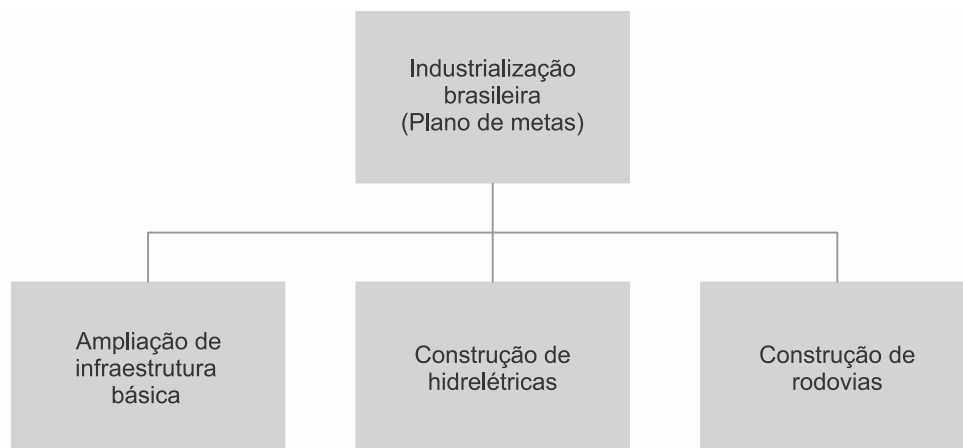 Industrialização
brasileira
(Plano de metas)
Ampliação de
infraestrutura
básica
Construção de
hidrelétricas
Construção de
rodovias